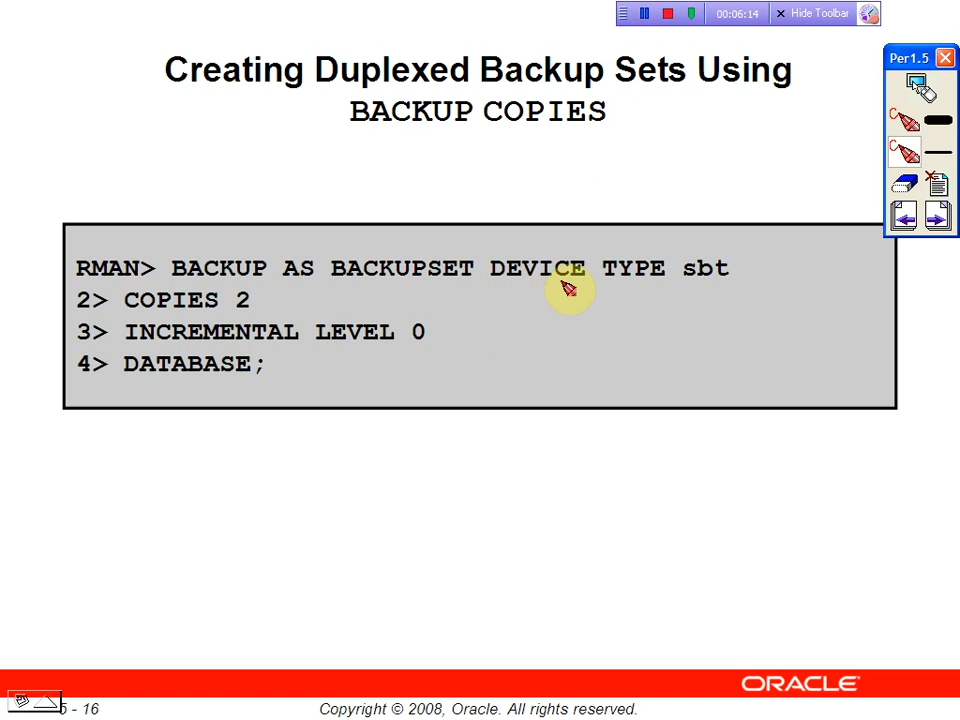 00:06:14
Hide Toolbar
Creating Duplexed Backup Sets Using
BACKUP COPIES
Per1.5
RMAN> BACKUP AS BACKUPSET DEVICE TYPE sbt
2> COPIES 2
3> INCREMENTAL LEVEL 0
4> DATABASE;
ORACLE
5 - 16
Copyright © 2008, Oracle. All rights reserved.